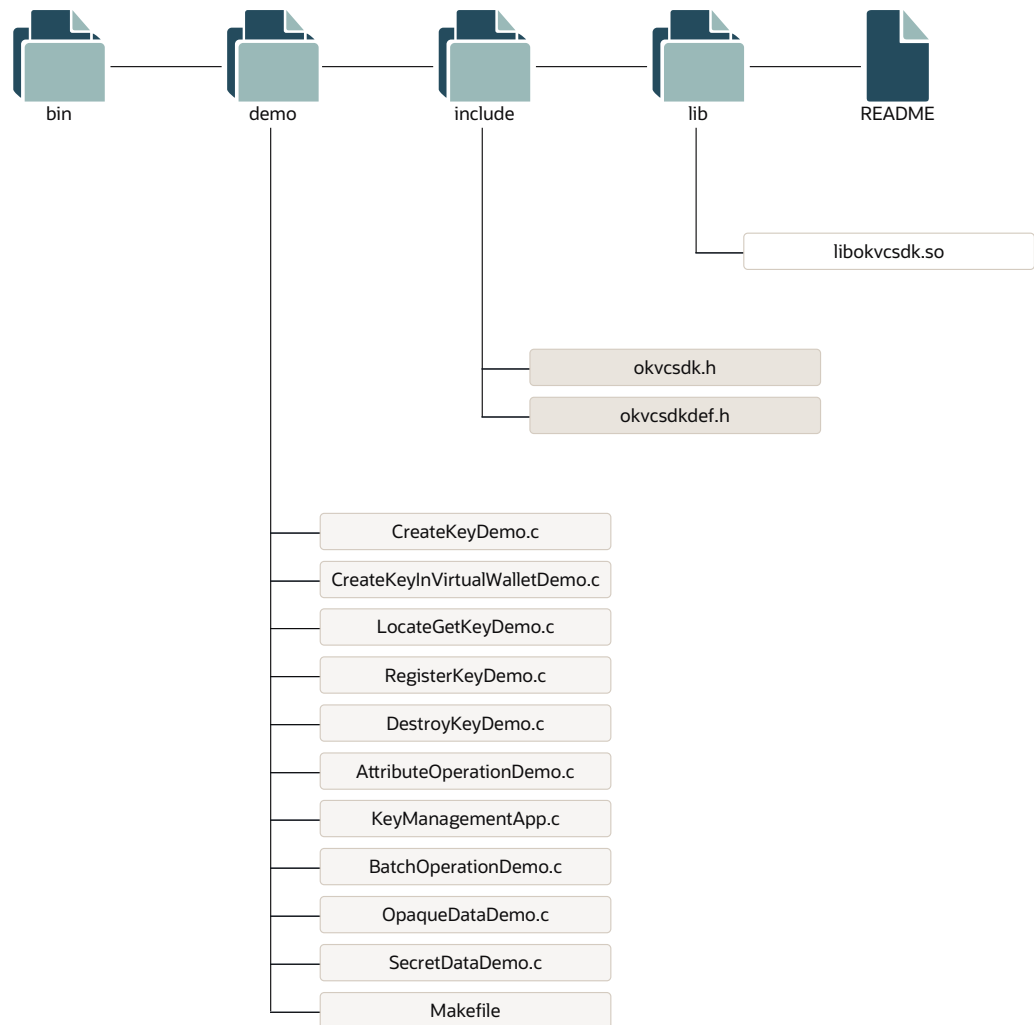 bin
demo
include
lib
README
libokvcsdk.so
okvcsdk.h
okvcsdkdef.h
CreateKeyDemo.c
CreateKeyInVirtualWalletDemo.c
LocateGetKeyDemo.c
RegisterKeyDemo.c
DestroyKeyDemo.c
AttributeOperationDemo.c
KeyManagementApp.c
BatchOperationDemo.c
OpaqueDataDemo.c
SecretDataDemo.c
Makefile